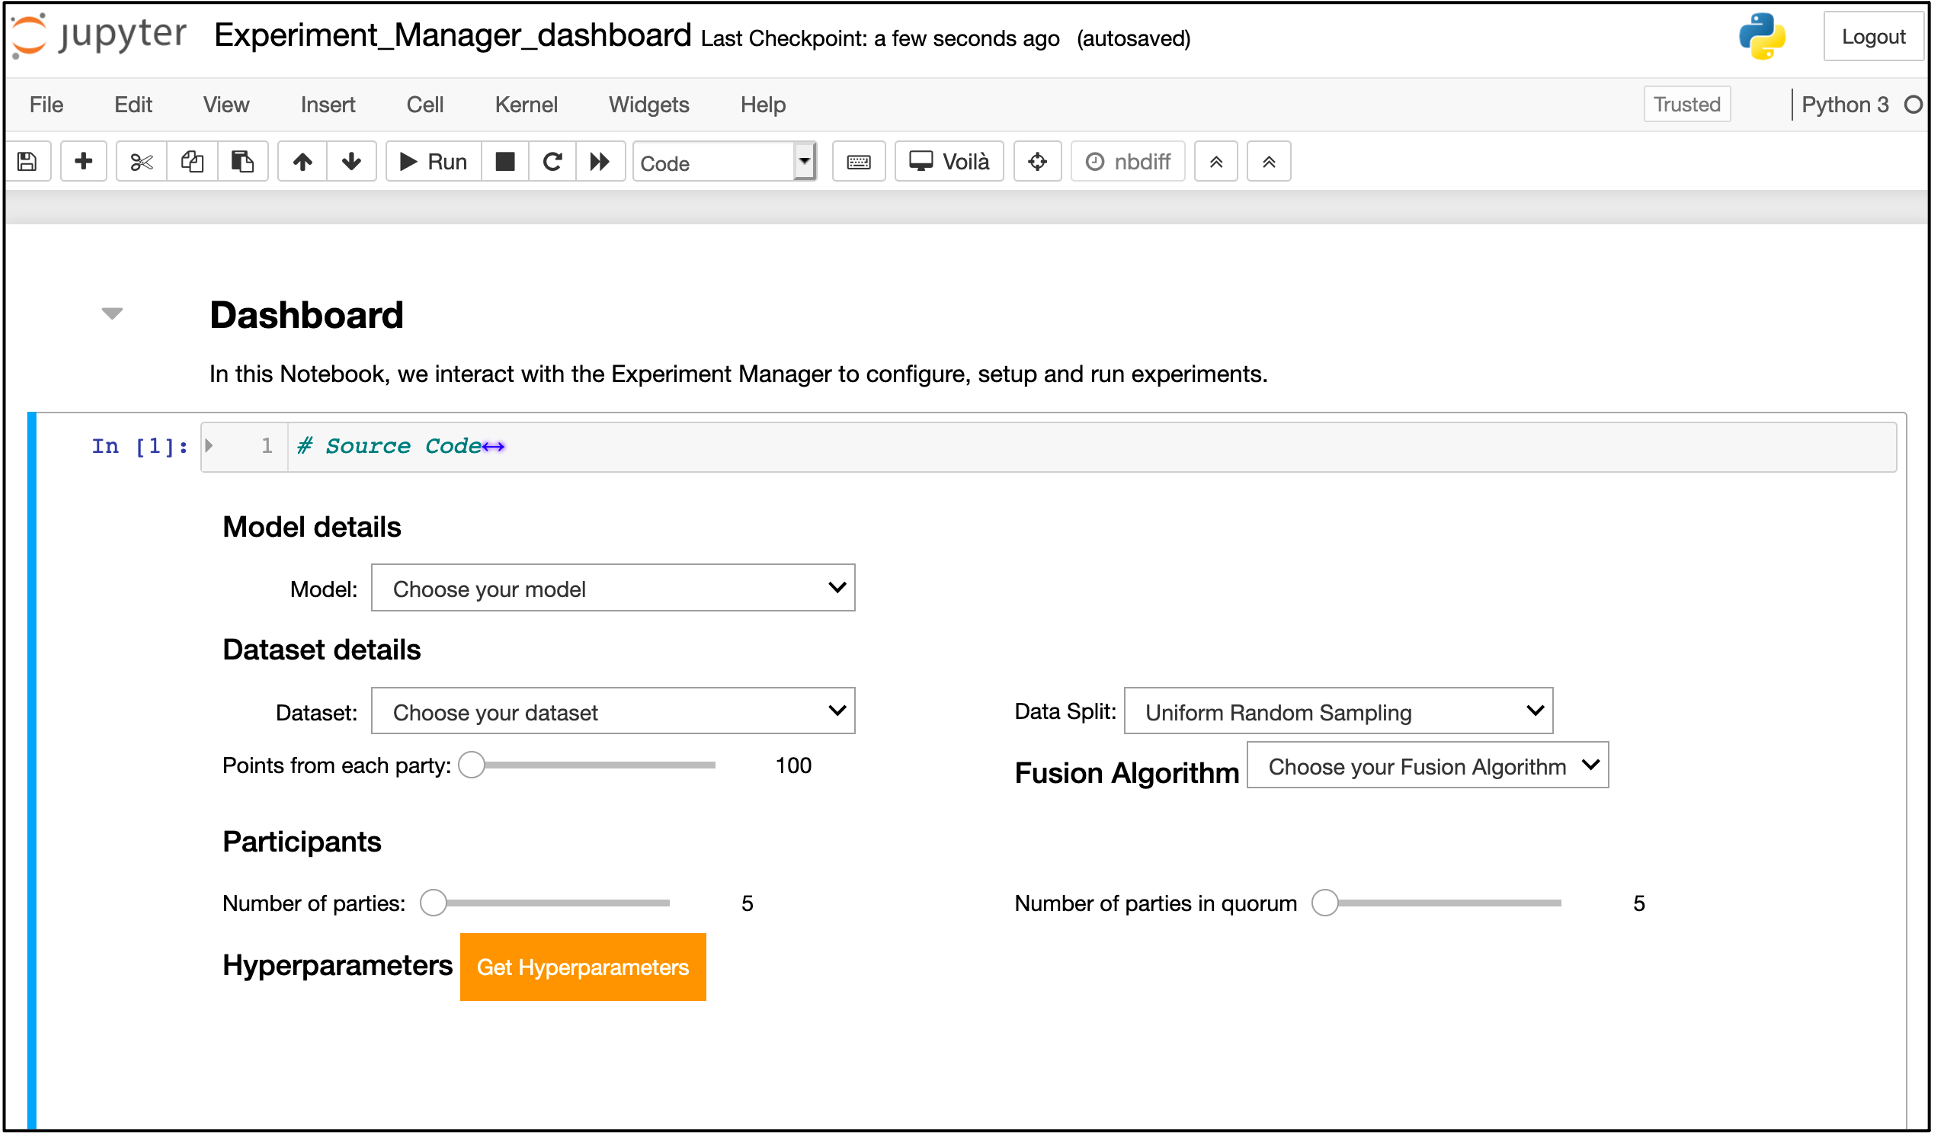 jupyter Experiment_Manager_dashboard Last Checkpoint: a few seconds ago (autosaved) Logout
File Edit View Insert Cell Kernel Widgets Help Trusted Python 3
Run Code Voilà nbdiff
Dashboard
In this Notebook, we interact with the Experiment Manager to configure, setup and run experiments.
In [1]: 1 # Source Code
Model details
Model: Choose your model
Dataset details
Dataset: Choose your dataset Data Split: Uniform Random Sampling
Points from each party: 100 Fusion Algorithm Choose your Fusion Algorithm
Participants
Number of parties: 5 Number of parties in quorum 5
Hyperparameters Get Hyperparameters